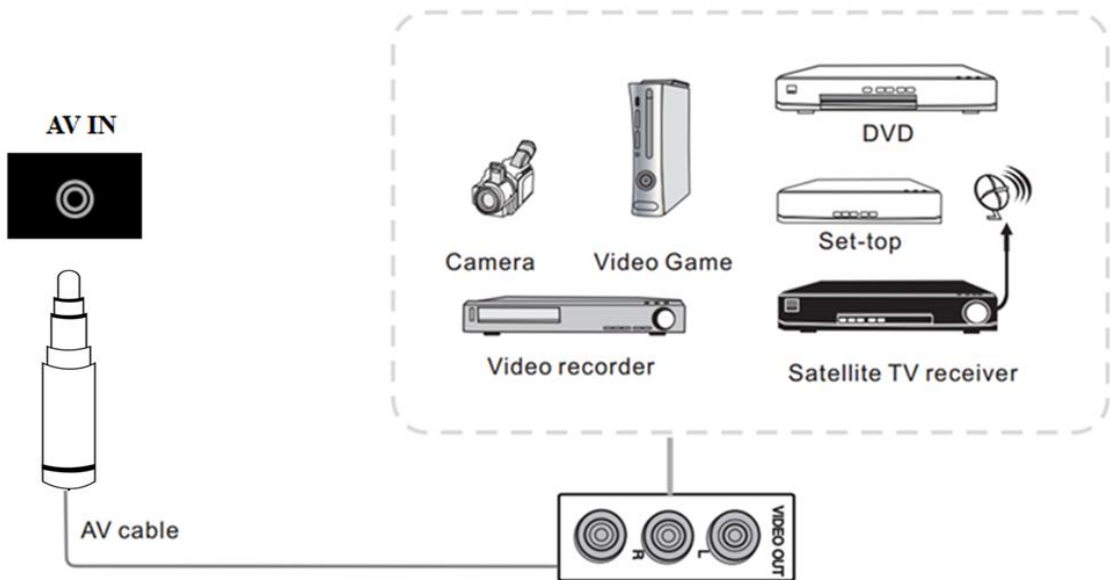 AV IN
DVD
Set-top
Camera
Video Game
Video recorder
Satellite TV receiver
AV cable
R
L
VIDEO OUT